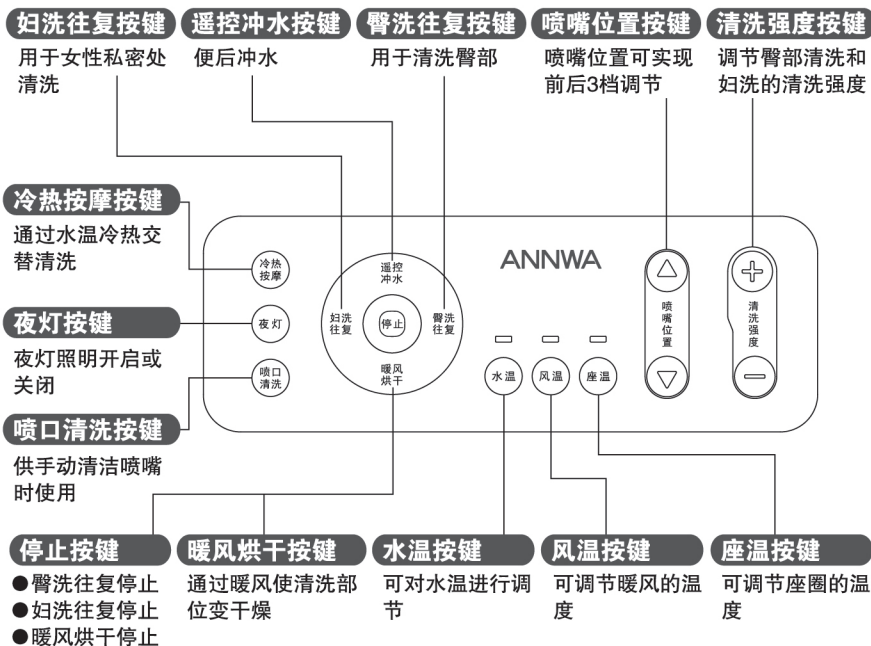 妇洗往复按键
用于女性私密处
清洗
遥控冲水按键
便后冲水
臀洗往复按键
用于清洗臀部
喷嘴位置按键
喷嘴位置可实现
前后3档调节
清洗强度按键
调节臀部清洗和
妇洗的清洗强度
冷热按摩按键
通过水温冷热交
替清洗
夜灯按键
夜灯照明开启或
关闭
喷口清洗按键
供手动清洁喷嘴
时使用
冷热
按摩
夜灯
喷口
清洗
遥控
冲水
妇洗
往复
停止
臀洗
往复
暖风
烘干
ANNWA
水温
风温
座温
喷嘴位置
清洗强度
停止按键
●臀洗往复停止
●妇洗往复停止
●暖风烘干停止
暖风烘干按键
通过暖风使清洗部
位变干燥
水温按键
可对水温进行调
节
风温按键
可调节暖风的温
度
座温按键
可调节座圈的温
度